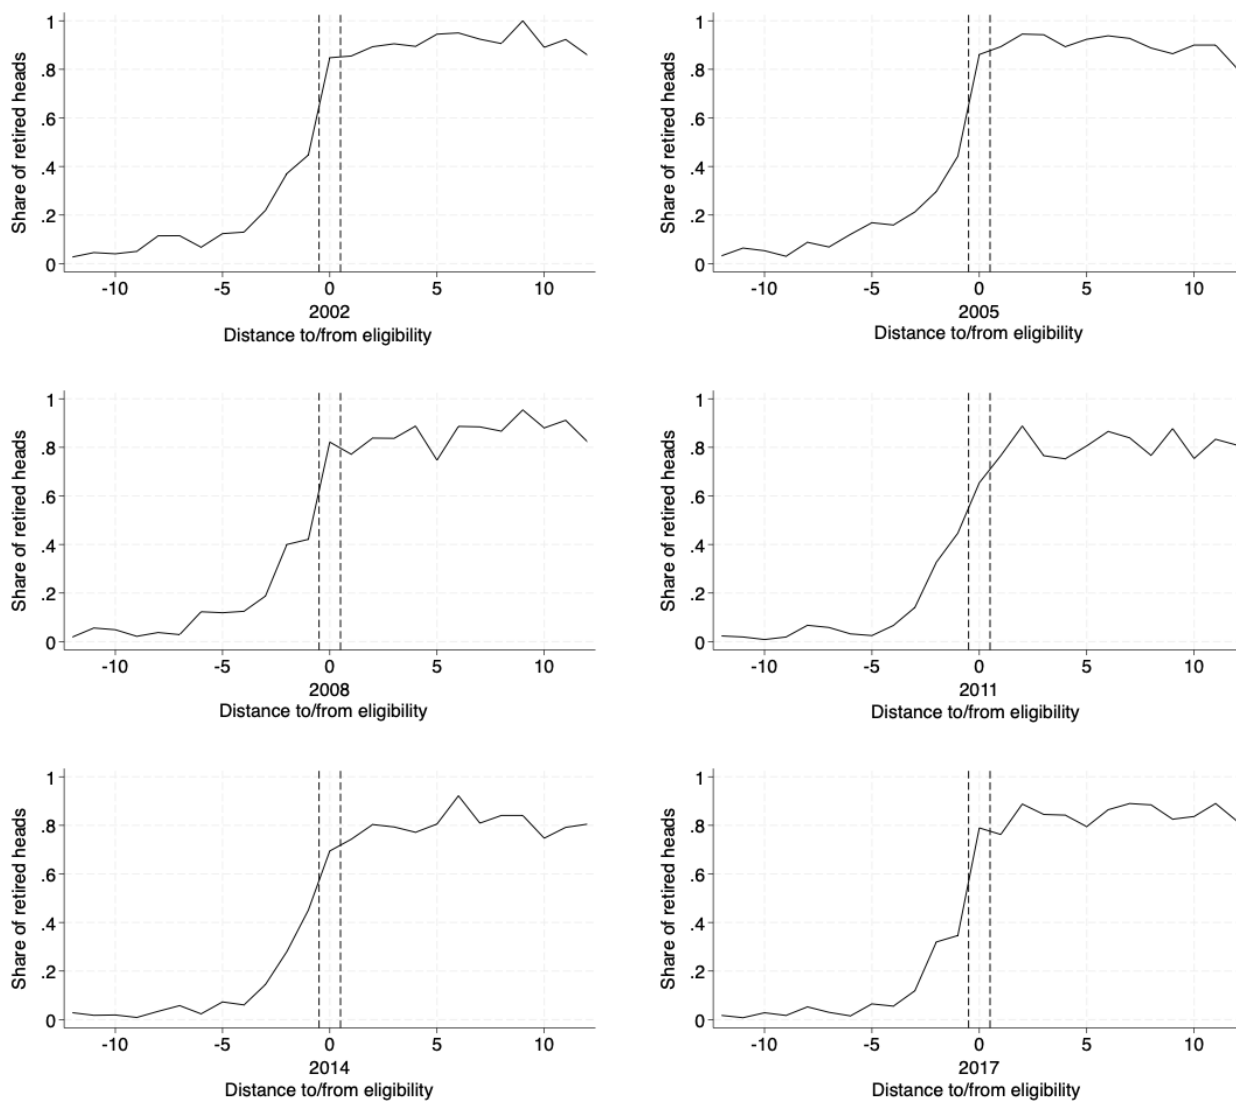 Share of retired heads
1
.8
.6
.4
.2
0
-10 -5 0 5 10
2002
Distance to/from eligibility
Share of retired heads
1
.8
.6
.4
.2
0
-10 -5 0 5 10
2005
Distance to/from eligibility
Share of retired heads
1
.8
.6
.4
.2
0
-10 -5 0 5 10
2008
Distance to/from eligibility
Share of retired heads
1
.8
.6
.4
.2
0
-10 -5 0 5 10
2011
Distance to/from eligibility
Share of retired heads
1
.8
.6
.4
.2
0
-10 -5 0 5 10
2014
Distance to/from eligibility
Share of retired heads
1
.8
.6
.4
.2
0
-10 -5 0 5 10
2017
Distance to/from eligibility